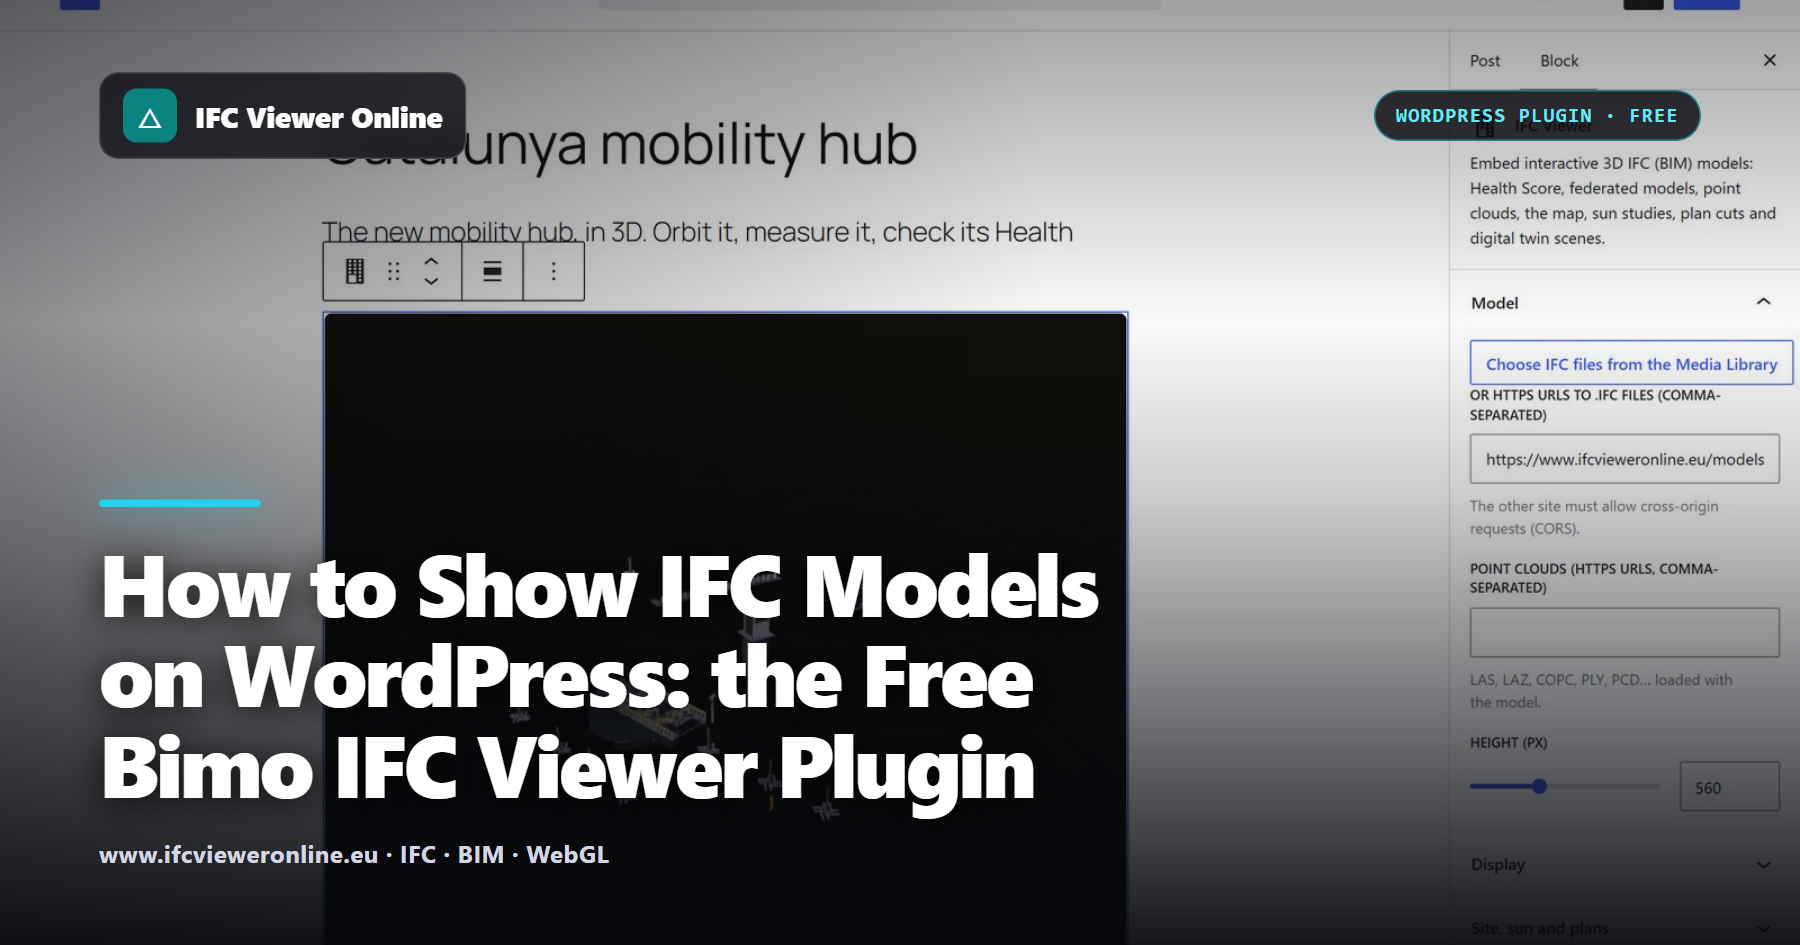 Post
Block
IFC Viewer Online
WORDPRESS PLUGIN · FREE
Catalunya mobility hub
IFC Viewer
Embed interactive 3D IFC (BIM) models:
Health Score, federated models, point
clouds, the map, sun studies, plan cuts and
digital twin scenes.
The new mobility hub, in 3D. Orbit it, measure it, check its Health
Model
Choose IFC files from the Media Library
OR HTTPS URLS TO .IFC FILES (COMMA-
SEPARATED)
https://www.ifcvieweronline.eu/models
The other site must allow cross-origin
requests (CORS).
POINT CLOUDS (HTTPS URLS, COMMA-
SEPARATED)
LAS, LAZ, COPC, PLY, PCD... loaded with
the model.
HEIGHT (PX)
560
Display
Site, sun and plans
How to Show IFC Models
on WordPress: the Free
Bimo IFC Viewer Plugin
www.ifcvieweronline.eu · IFC · BIM · WebGL